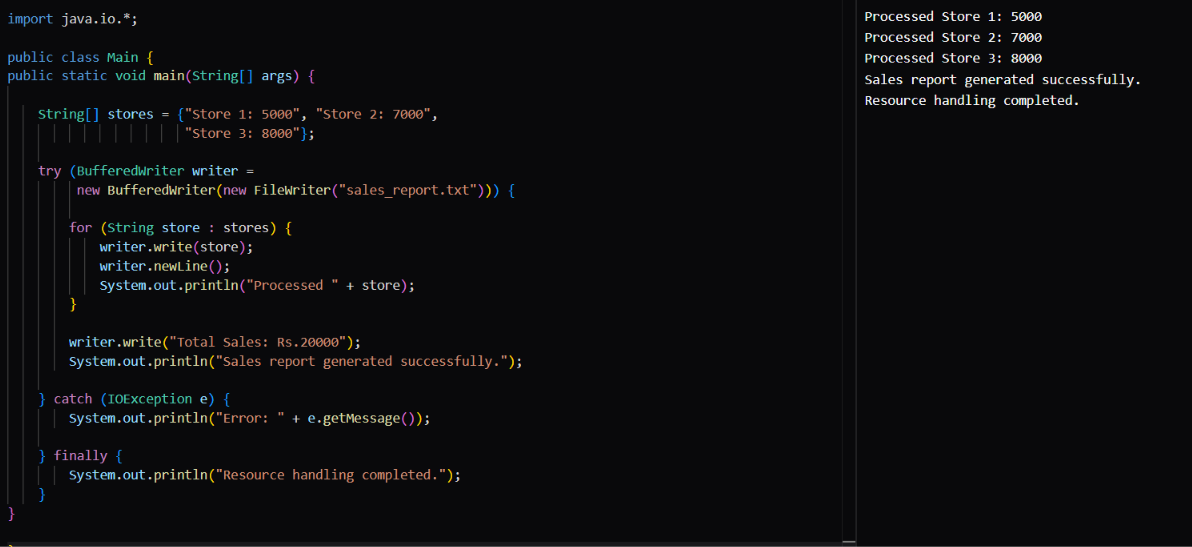 import java.io.*;
public class Main {
public static void main(String[] args) {
String[] stores = {"Store 1: 5000", "Store 2: 7000",
"Store 3: 8000"};
try (BufferedWriter writer =
new BufferedWriter(new FileWriter("sales_report.txt"))) {
for (String store : stores) {
writer.write(store);
writer.newLine();
System.out.println("Processed " + store);
}
writer.write("Total Sales: Rs.20000");
System.out.println("Sales report generated successfully.");
} catch (IOException e) {
System.out.println("Error: " + e.getMessage());
} finally {
System.out.println("Resource handling completed.");
}
}
Processed Store 1: 5000
Processed Store 2: 7000
Processed Store 3: 8000
Sales report generated successfully.
Resource handling completed.